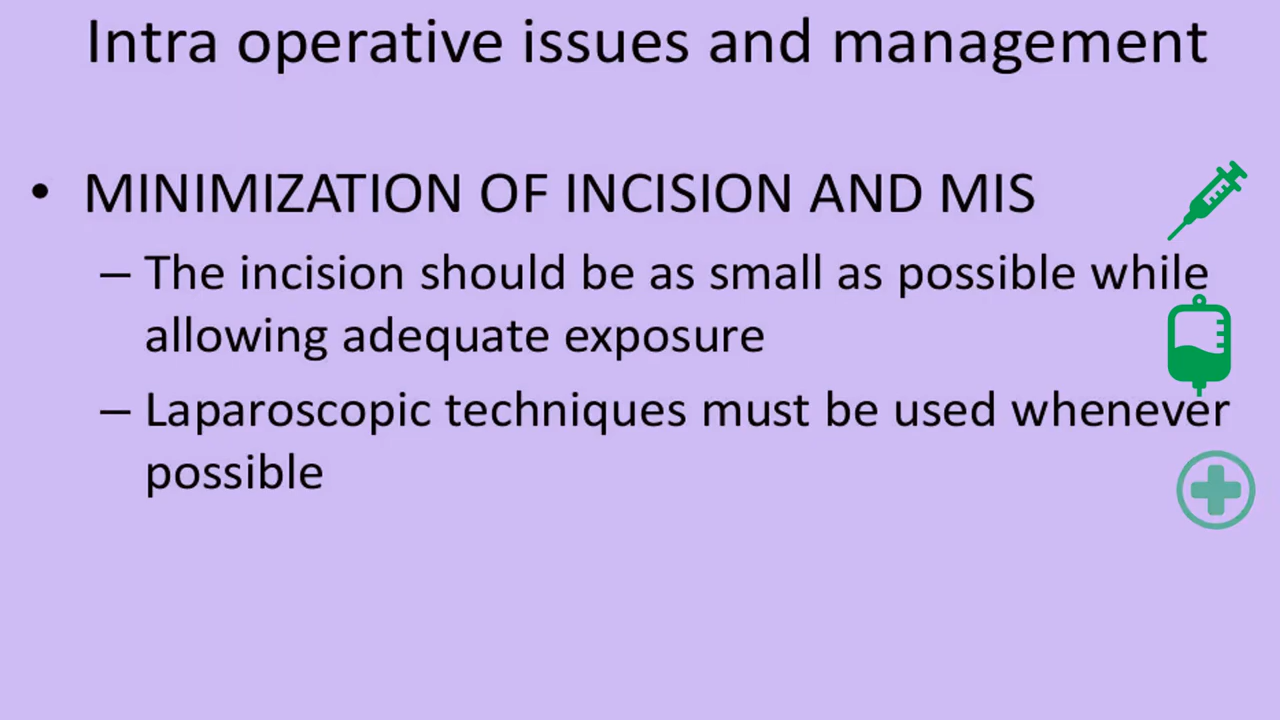 Intra operative issues and management
• MINIMIZATION OF INCISION AND MIS
– The incision should be as small as possible while
allowing adequate exposure
– Laparoscopic techniques must be used whenever
possible